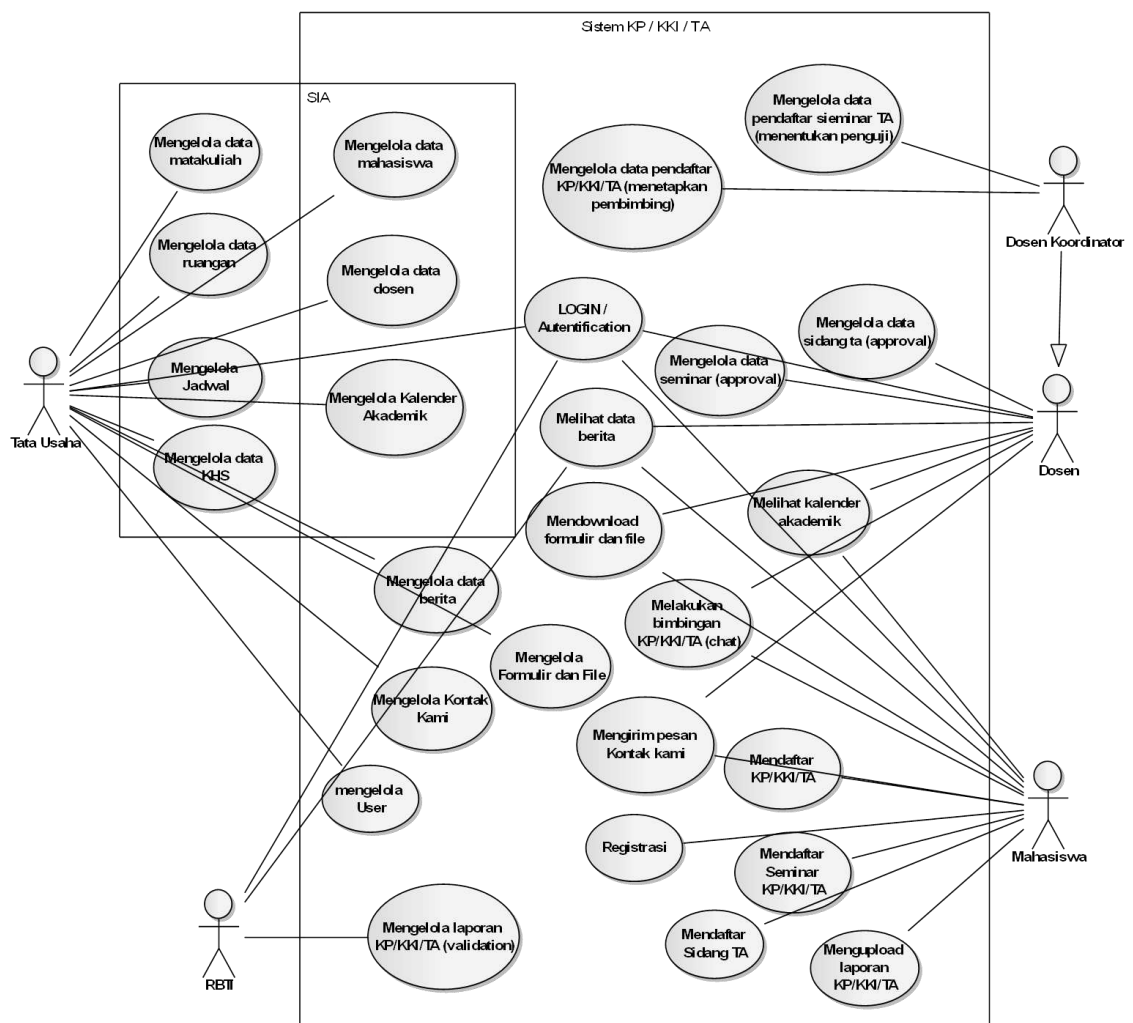 Sistem KP / KKI / TA
SIA
Mengelola data
matakuliah
Mengelola data
mahasiswa
Mengelola data
pendaftar sieminar TA
(menentukan penguji)
Mengelola data pendaftar
KP/KKI/TA (menetapkan
pembimbing)
Dosen Koordinator
Mengelola data
ruangan
Mengelola data
dosen
LOGIN /
Autentification
Mengelola data
sidang ta (approval)
Mengelola data
seminar (approval)
Mengelola
Jadwal
Mengelola Kalender
Akademik
Tata Usaha
Melihat data
berita
Dosen
Mengelola data
KHS
Melihat kalender
akademik
Mendownload
formulir dan file
Mengelola data
berita
Melakukan
bimbingan
KP/KKI/TA (chat)
Mengelola
Formulir dan File
Mengelola Kontak
Kami
Mengirim pesan
Kontak kami
Mendaftar
KP/KKI/TA
mengelola
User
Registrasi
Mahasiswa
Mendaftar
Seminar
KP/KKI/TA
Mengelola laporan
KP/KKI/TA (validation)
Mendaftar
Sidang TA
Mengupload
laporan
KP/KKI/TA
RBTI